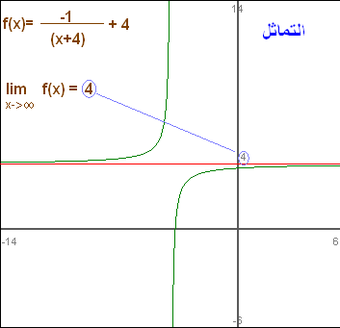 14
التماثل
f(x)= -1/(x+4) + 4
lim f(x) = 4
x->∞
4
-14
6
-6